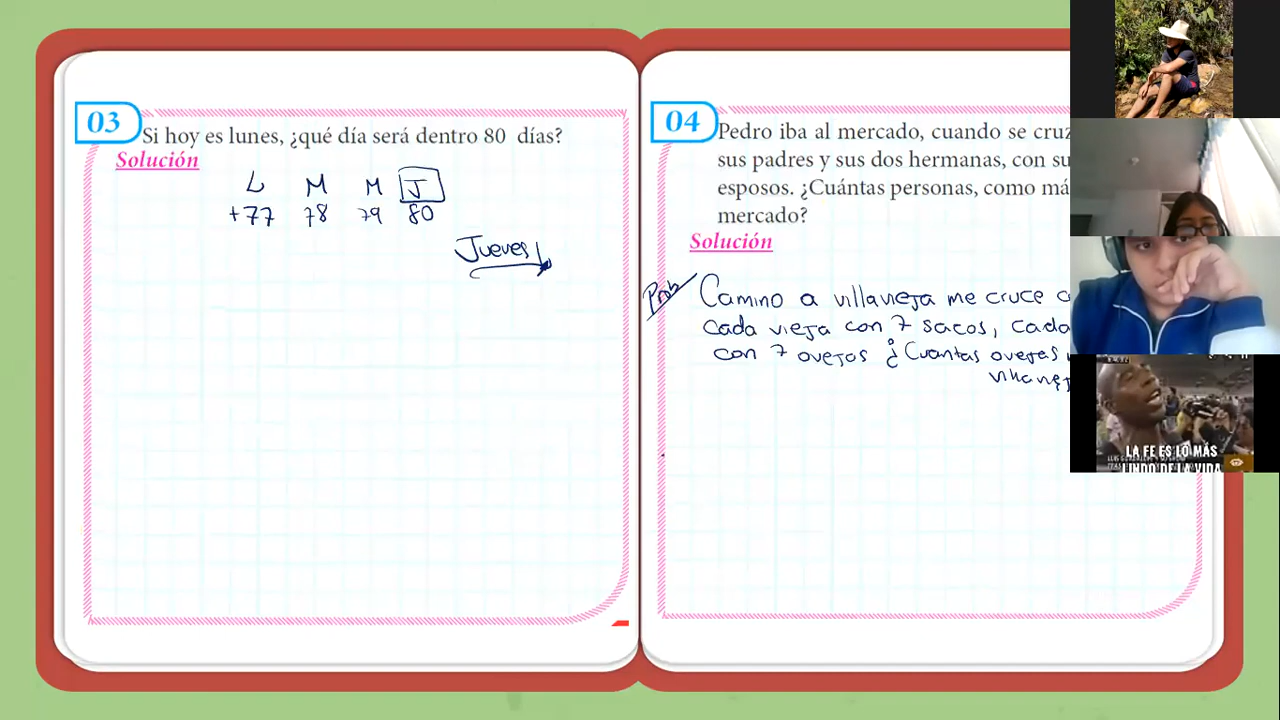 03
Si hoy es lunes, ¿qué día será dentro 80 días?
Solución
L M M J
+77 78 79 80
Jueves
04
Pedro iba al mercado, cuando se cruz
sus padres y sus dos hermanas, con su
esposos. ¿Cuántas personas, como má
mercado?
Solución
Prob
Camino a villavieja me cruce c
cada vieja con 7 sacos, cada
con 7 ovejas ¿Cuantas ovejas
villavieja
LA FE ES LO MÁS
LINDO DE LA VIDA